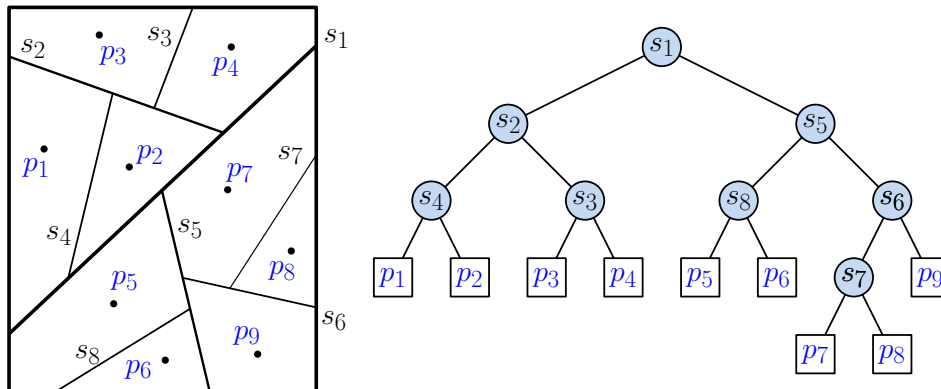 s₂ p₃ s₃ p₄ s₁
p₁ p₂ p₇ s₇
s₄ s₅ p₈
p₅ s₆
s₈ p₆ p₉
s₁
s₂ s₅
s₄ s₃ s₈ s₆
p₁ p₂ p₃ p₄ p₅ p₆ s₇ p₉
p₇ p₈